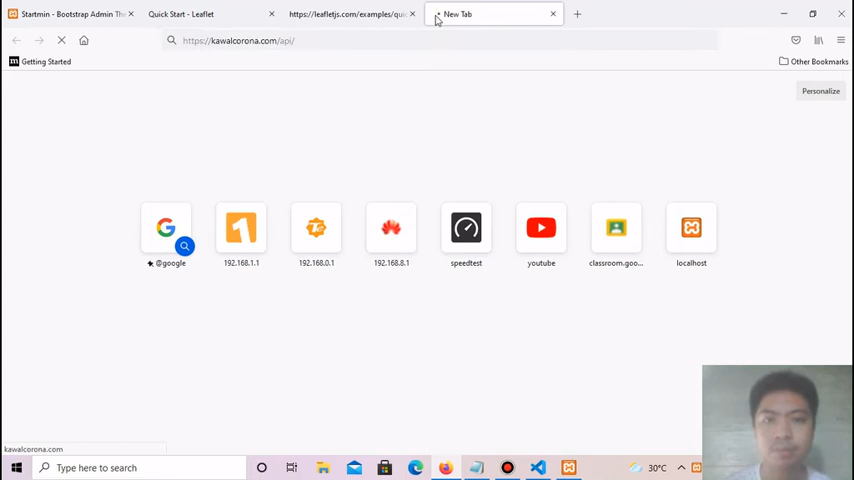 Startmin - Bootstrap Admin The
Quick Start - Leaflet
https://leafletjs.com/examples/quic
New Tab
https://kawalcorona.com/api/
Getting Started
Other Bookmarks
Personalize
@google
192.168.1.1
192.168.0.1
192.168.8.1
speedtest
youtube
classroom.goo...
localhost
kawalcorona.com
Type here to search
30°C